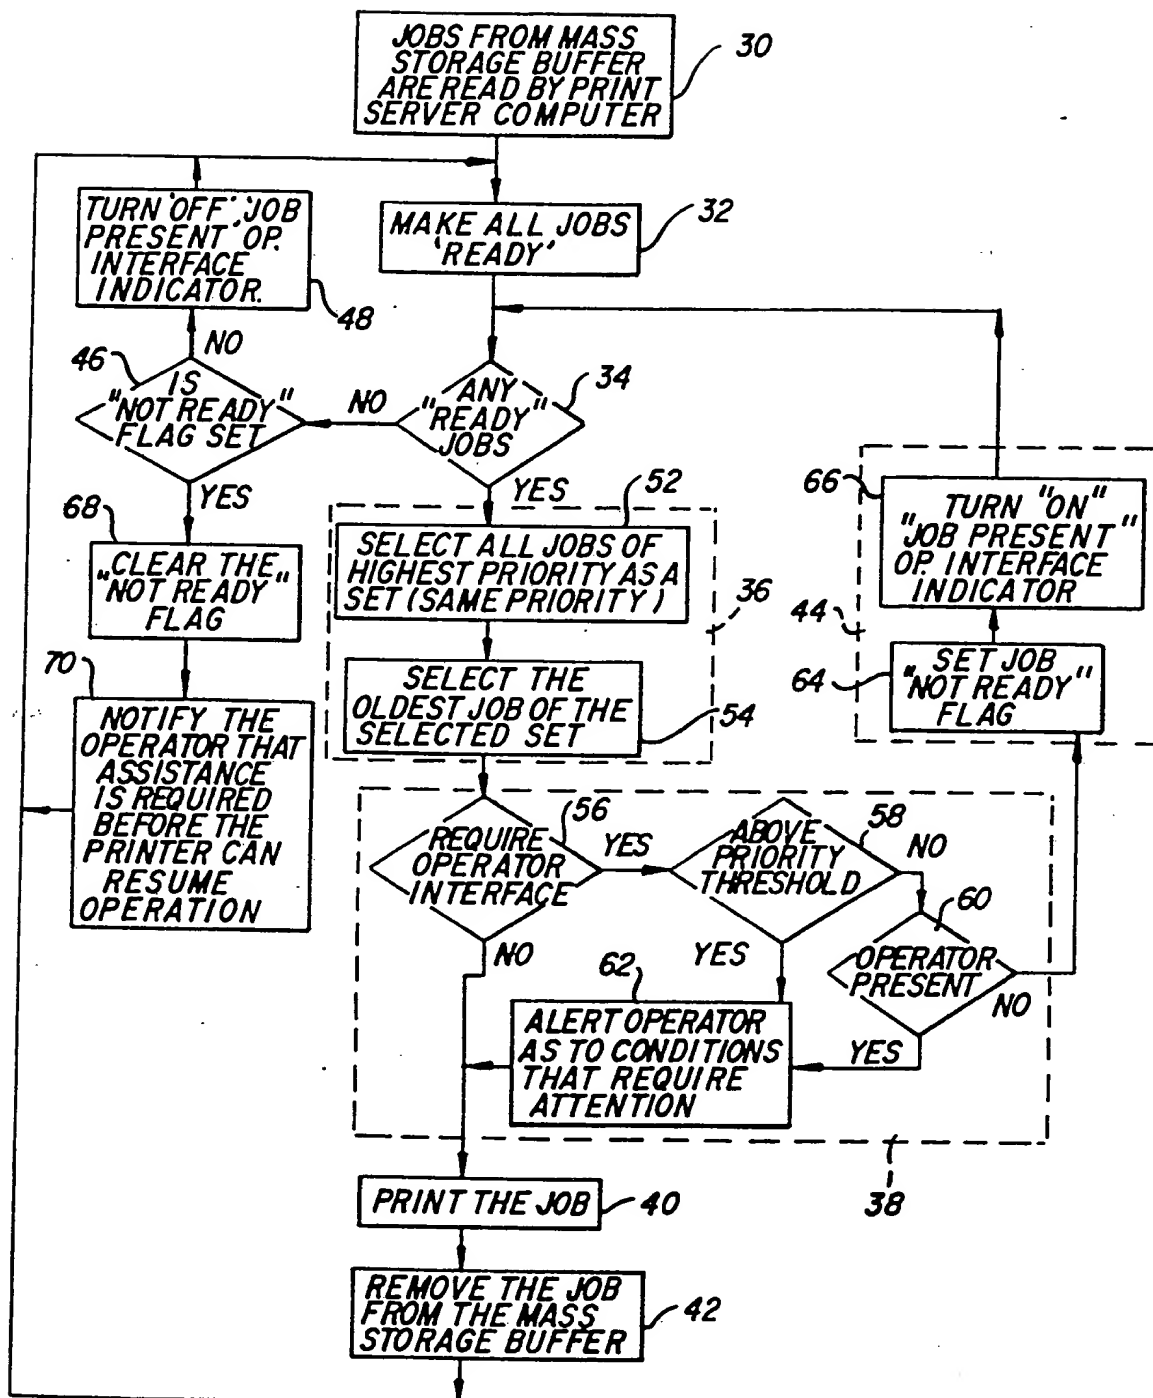 JOBS FROM MASS
STORAGE BUFFER
ARE READ BY PRINT
SERVER COMPUTER
30
TURN 'OFF' 'JOB
PRESENT' OP.
INTERFACE
INDICATOR.
48
MAKE ALL JOBS
'READY'
32
46
IS
"NOT READY"
FLAG SET
NO
YES
NO
ANY
"READY"
JOBS
34
YES
68
CLEAR THE
"NOT READY"
FLAG
70
NOTIFY THE
OPERATOR THAT
ASSISTANCE
IS REQUIRED
BEFORE THE
PRINTER CAN
RESUME
OPERATION
52
SELECT ALL JOBS OF
HIGHEST PRIORITY AS A
SET (SAME PRIORITY)
36
SELECT THE
OLDEST JOB OF THE
SELECTED SET
54
66
TURN "ON"
"JOB PRESENT"
OP. INTERFACE
INDICATOR
44
64
SET JOB
"NOT READY"
FLAG
REQUIRE
OPERATOR
INTERFACE
56
YES
NO
ABOVE
PRIORITY
THRESHOLD
58
NO
YES
60
OPERATOR
PRESENT
NO
YES
62
ALERT OPERATOR
AS TO CONDITIONS
THAT REQUIRE
ATTENTION
38
PRINT THE JOB
40
REMOVE THE JOB
FROM THE MASS
STORAGE BUFFER
42